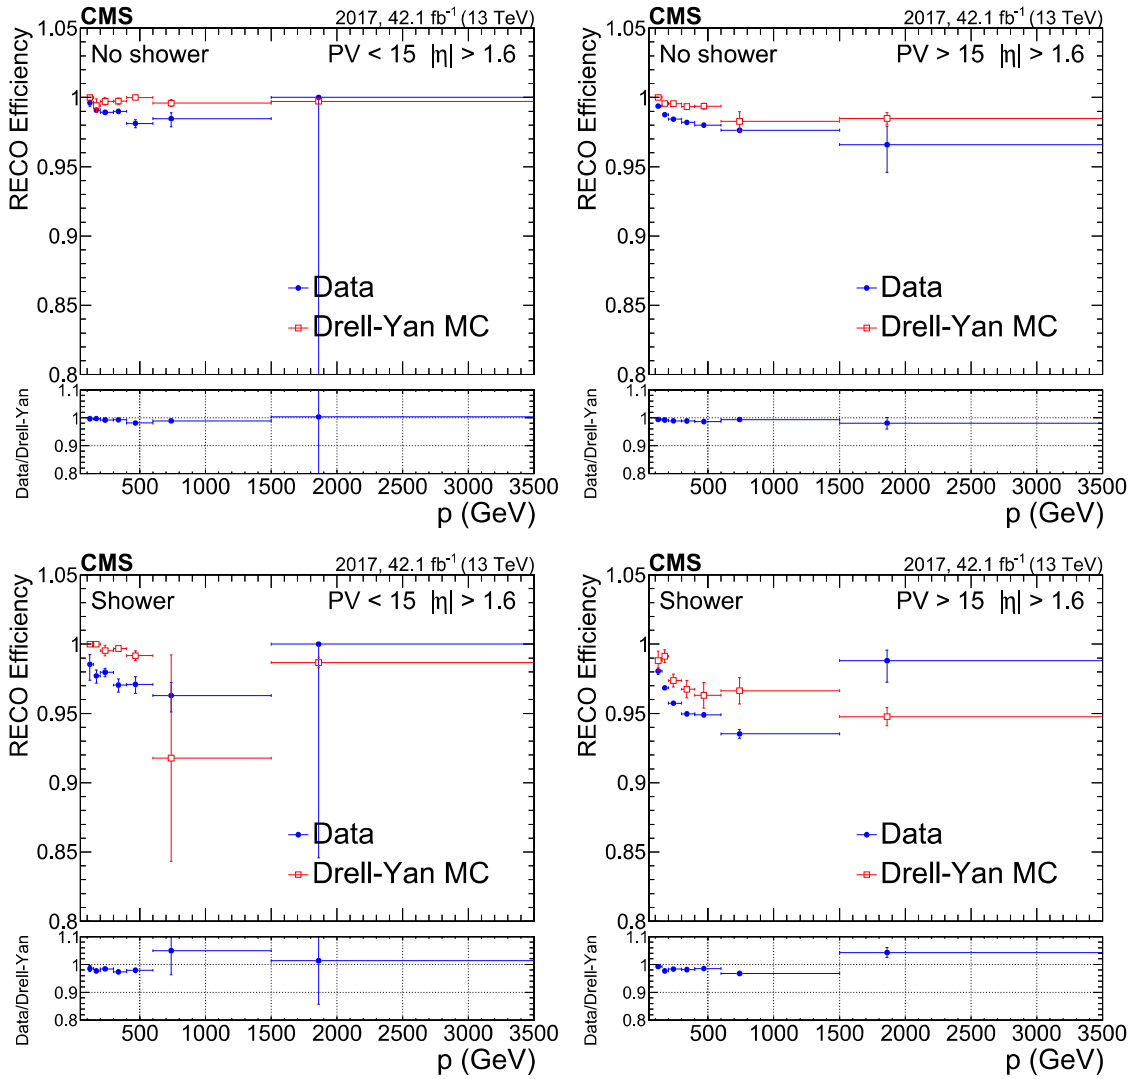 CMS 2017, 42.1 fb⁻¹ (13 TeV)
No shower PV < 15 |η| > 1.6
RECO Efficiency
1.05
1
0.95
0.9
0.85
0.8
Data
Drell-Yan MC
Data/Drell-Yan
1.1
1
0.9
0.8
500 1000 1500 2000 2500 3000 3500
p (GeV)
CMS 2017, 42.1 fb⁻¹ (13 TeV)
No shower PV > 15 |η| > 1.6
RECO Efficiency
1.05
1
0.95
0.9
0.85
0.8
Data
Drell-Yan MC
Data/Drell-Yan
1.1
1
0.9
0.8
500 1000 1500 2000 2500 3000 3500
p (GeV)
CMS 2017, 42.1 fb⁻¹ (13 TeV)
Shower PV < 15 |η| > 1.6
RECO Efficiency
1.05
1
0.95
0.9
0.85
0.8
Data
Drell-Yan MC
Data/Drell-Yan
1.1
1
0.9
0.8
500 1000 1500 2000 2500 3000 3500
p (GeV)
CMS 2017, 42.1 fb⁻¹ (13 TeV)
Shower PV > 15 |η| > 1.6
RECO Efficiency
1.05
1
0.95
0.9
0.85
0.8
Data
Drell-Yan MC
Data/Drell-Yan
1.1
1
0.9
0.8
500 1000 1500 2000 2500 3000 3500
p (GeV)